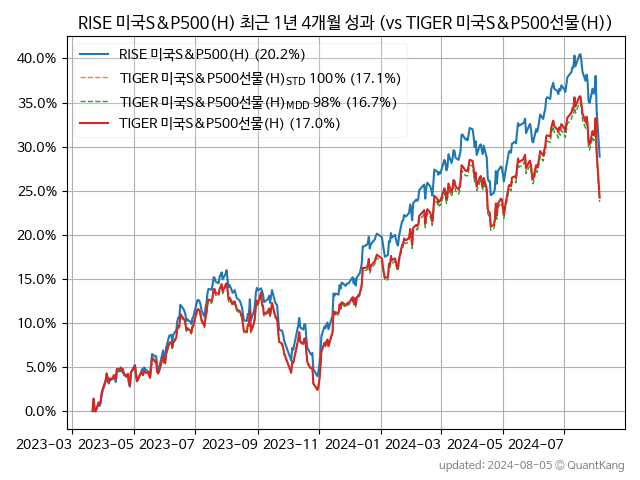 RISE 미국S&P500(H) 최근 1년 4개월 성과 (vs TIGER 미국S&P500선물(H))
RISE 미국S&P500(H) (20.2%)
TIGER 미국S&P500선물(H)STD 100% (17.1%)
TIGER 미국S&P500선물(H)MDD 98% (16.7%)
TIGER 미국S&P500선물(H) (17.0%)
40.0%
35.0%
30.0%
25.0%
20.0%
15.0%
10.0%
5.0%
0.0%
2023-03 2023-05 2023-07 2023-09 2023-11 2024-01 2024-03 2024-05 2024-07
updated: 2024-08-05 © QuantKang